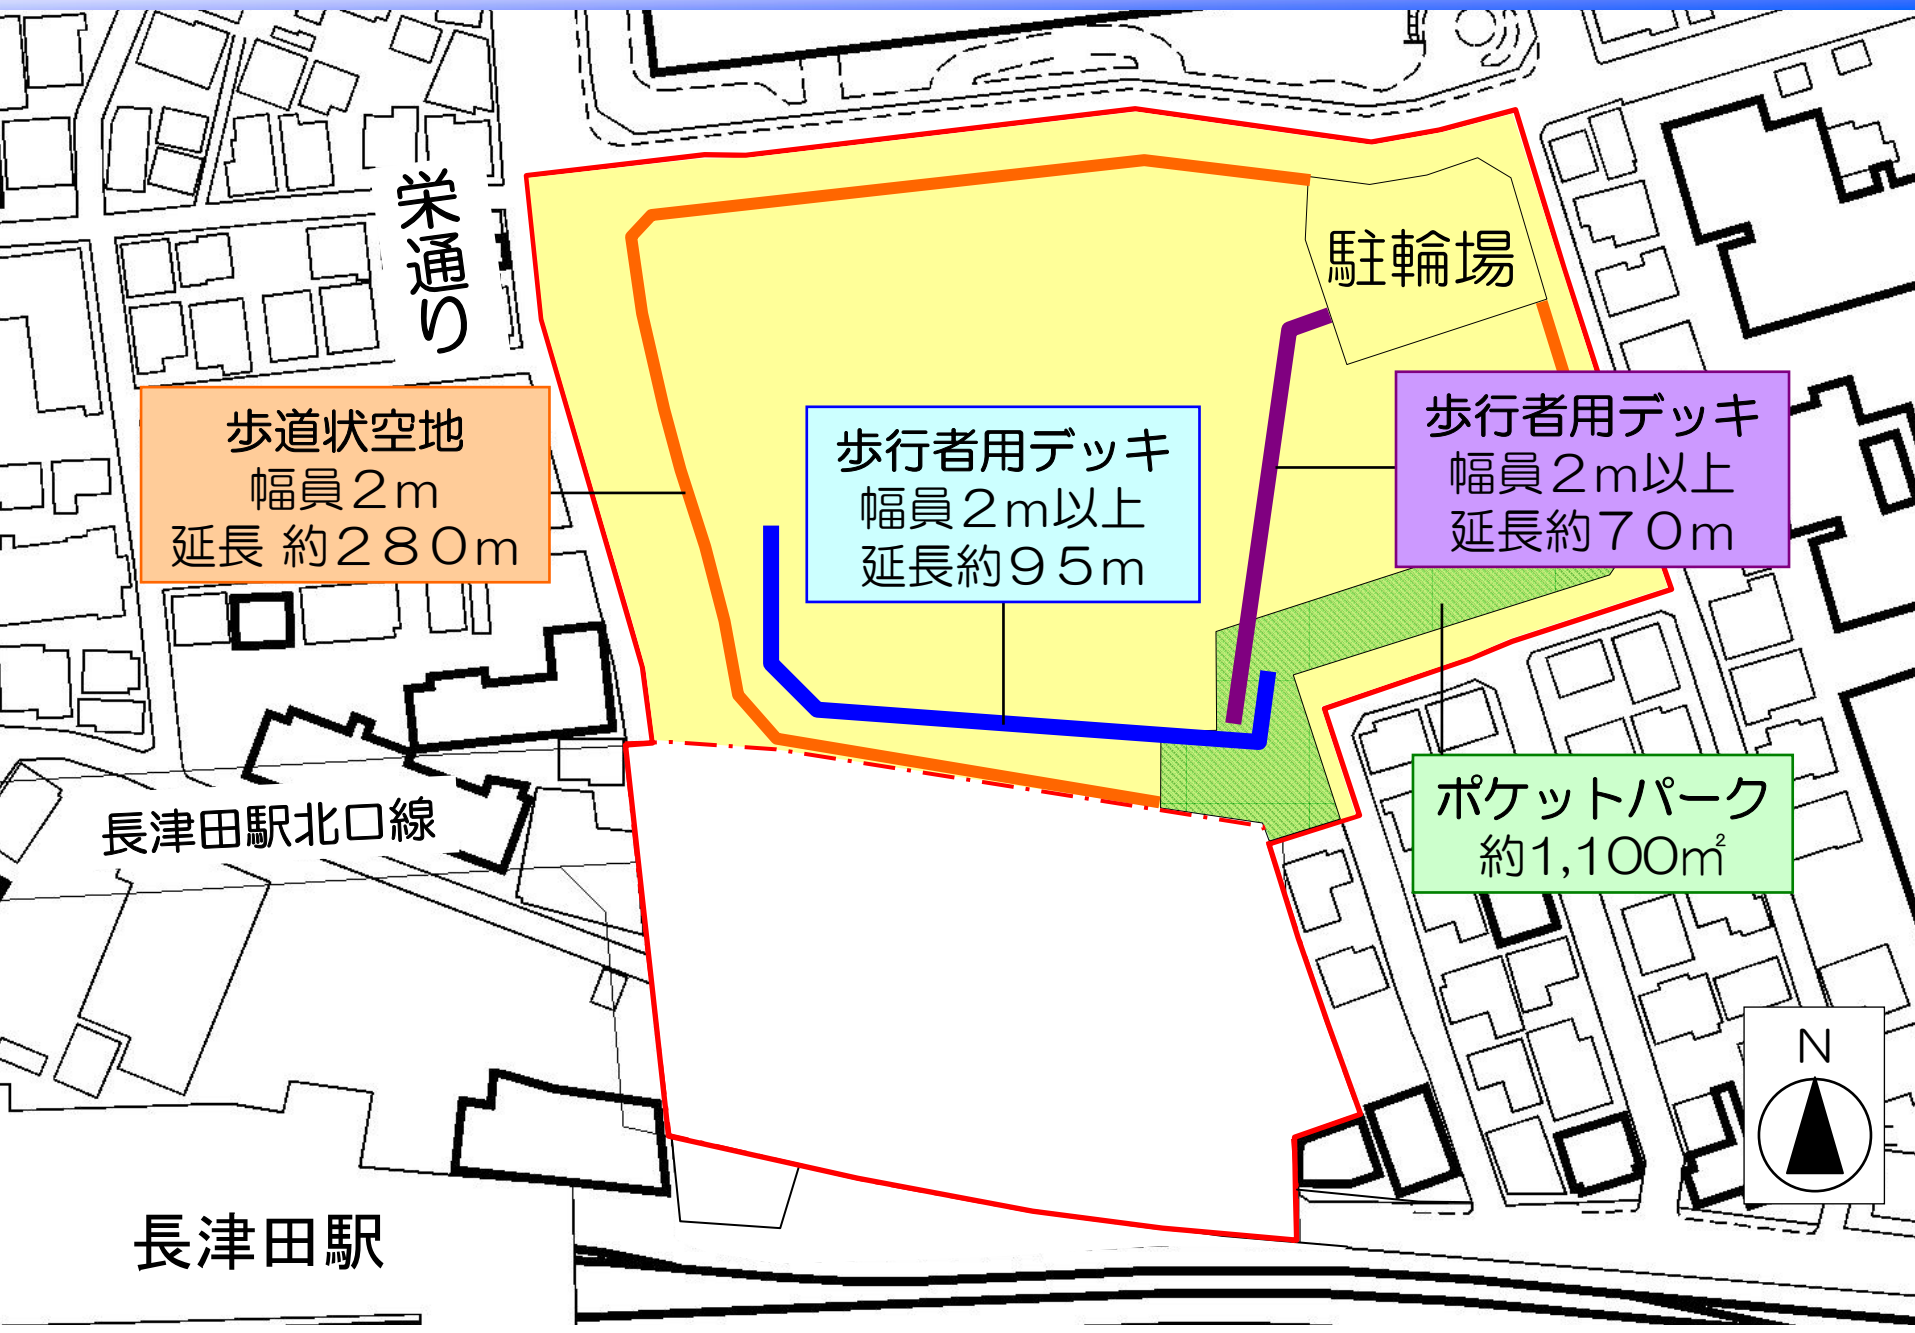 栄通り
駐輪場
歩道状空地
幅員2m
延長 約280m
歩行者用デッキ
幅員2m以上
延長約95m
歩行者用デッキ
幅員2m以上
延長約70m
ポケットパーク
約1,100㎡
長津田駅北口線
長津田駅
N